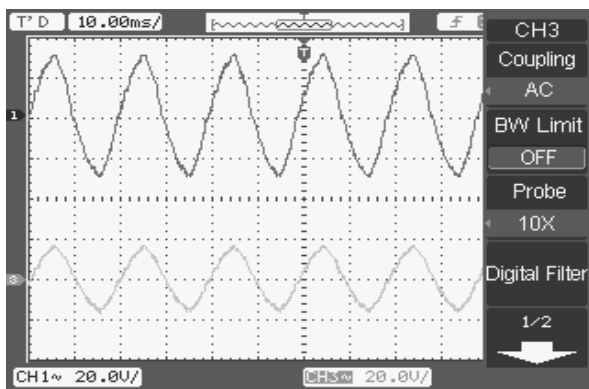 T'D 10.00ms/
T
CH3
Coupling
AC
BW Limit
OFF
Probe
10X
Digital Filter
1/2
1
3
CH1~ 20.0V/ CH3~ 20.0V/